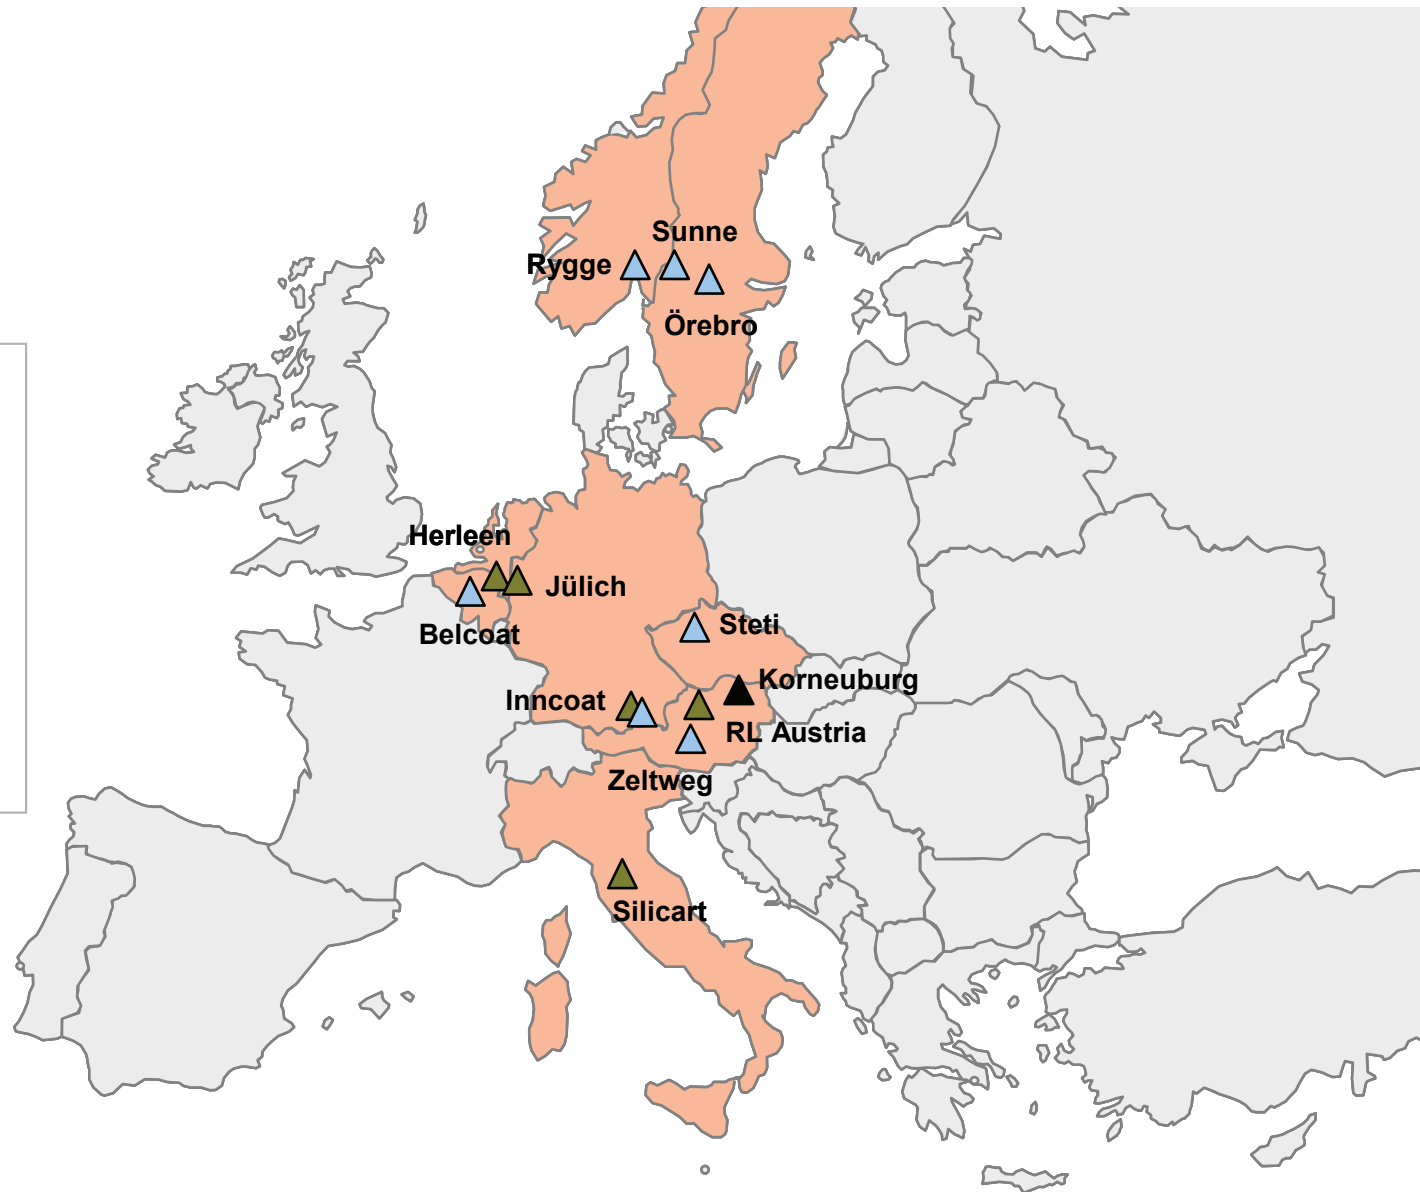 Sunne
Rygge
Örebro
Herleen
Jülich
Belcoat
Steti
Korneuburg
Inncoat
RL Austria
Zeltweg
Silicart